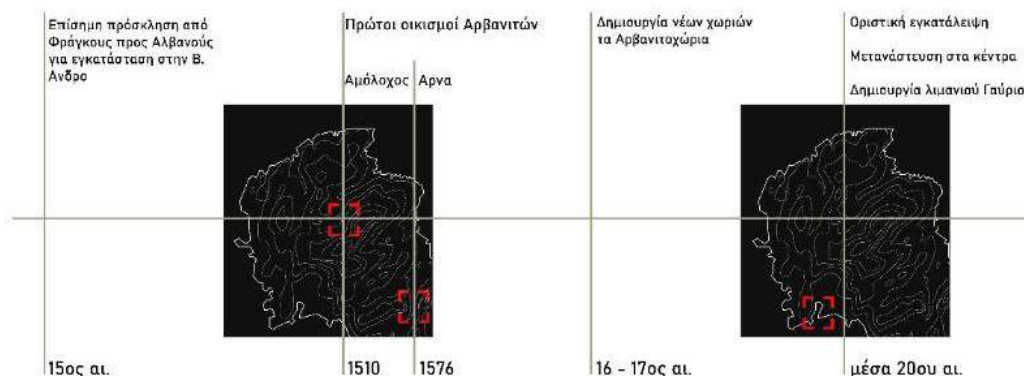 Επίσημη πρόσκληση από
Φράγκους προς Αλβανούς
για εγκατάσταση στην Β.
Ανδρο
Πρώτοι οικισμοί Αρβανιτών
Αμόλοχος
Αρνα
Δημιουργία νέων χωριών
τα Αρβανιτοχώρια
Οριστική εγκατάλειψη
Μετανάστευση στα κέντρα
Δημιουργία λιμανιού Γαύριο
15ος αι.
1510
1576
16 - 17ος αι.
μέσα 20ου αι.